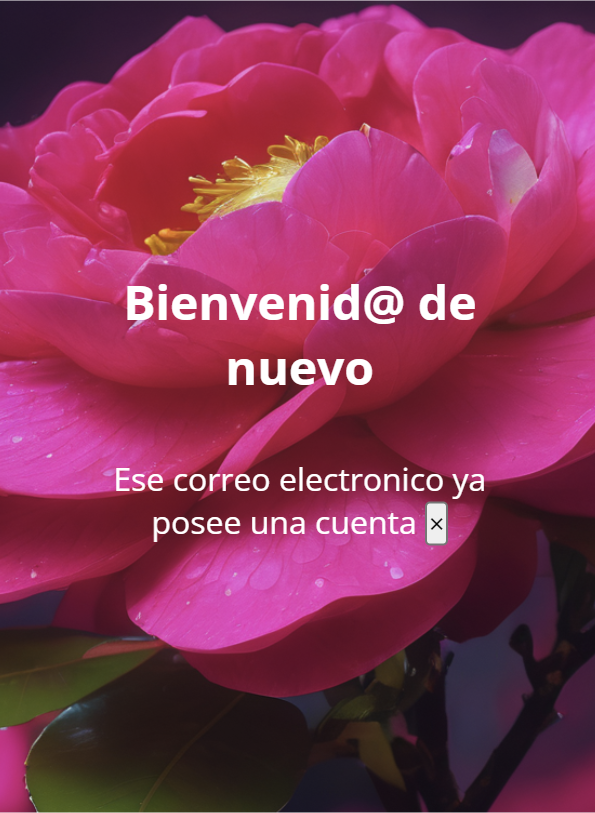 Bienvenid@ de
nuevo
Ese correo electronico ya
posee una cuenta ×